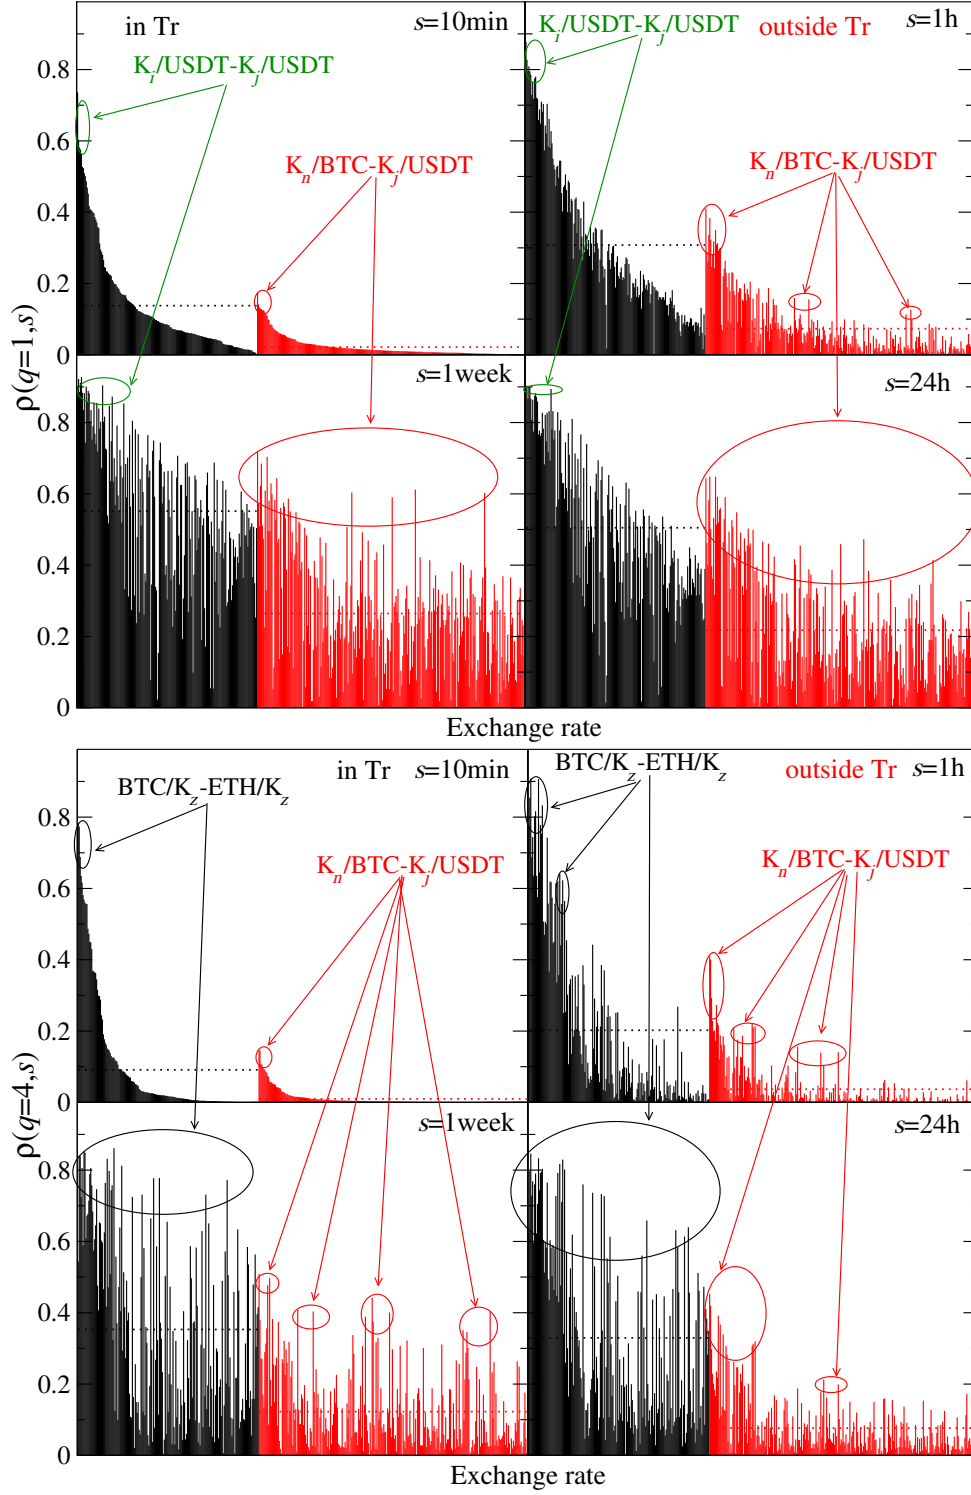 in Tr
s=10min
K_i/USDT-K_j/USDT
K_n/BTC-K_j/USDT
K_i/USDT-K_j/USDT
outside Tr
s=1h
K_n/BTC-K_j/USDT
0.8
0.6
0.4
0.2
0
s=1week
s=24h
0.8
0.6
0.4
0.2
0
ρ(q=1,s)
Exchange rate
in Tr
s=10min
BTC/K_z-ETH/K_z
K_n/BTC-K_j/USDT
BTC/K_z-ETH/K_z
outside Tr
s=1h
K_n/BTC-K_j/USDT
0.8
0.6
0.4
0.2
0
s=1week
s=24h
0.8
0.6
0.4
0.2
0
ρ(q=4,s)
Exchange rate